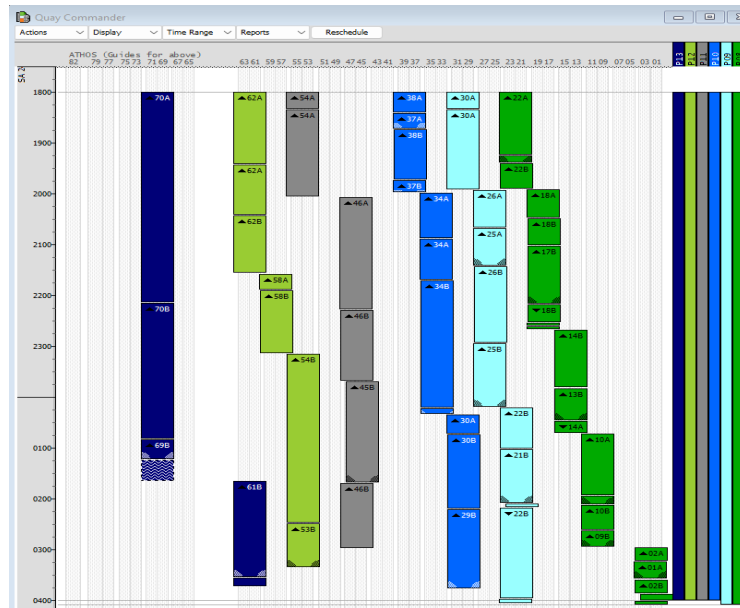 Quay Commander
Actions Display Time Range Reports Reschedule
ATHOS (Guides for above)
82 79 77 75 73 71 69 67 65 63 61 59 57 55 53 51 49 47 45 43 41 39 37 35 33 31 29 27 25 23 21 19 17 15 13 11 09 07 05 03 01
SA 2
P13 P12 P11 P10 P09
1800 70A 62A 54A 38A 30A 22A
54A 37A 30A
1900 38B
62A 22B
2000 37B 34A 26A 18A
46A
62B 18B
2100 34A 25A 17B
58A 34B 26B
2200 58B
70B 46B 18B
2300 54B 25B 14B
45B 13B
22B
30A 14A
0100 69B 30B 21B 10A
0200 61B 46B
29B 22B 10B
53B 09B
0300 02A
01A
02B
0400